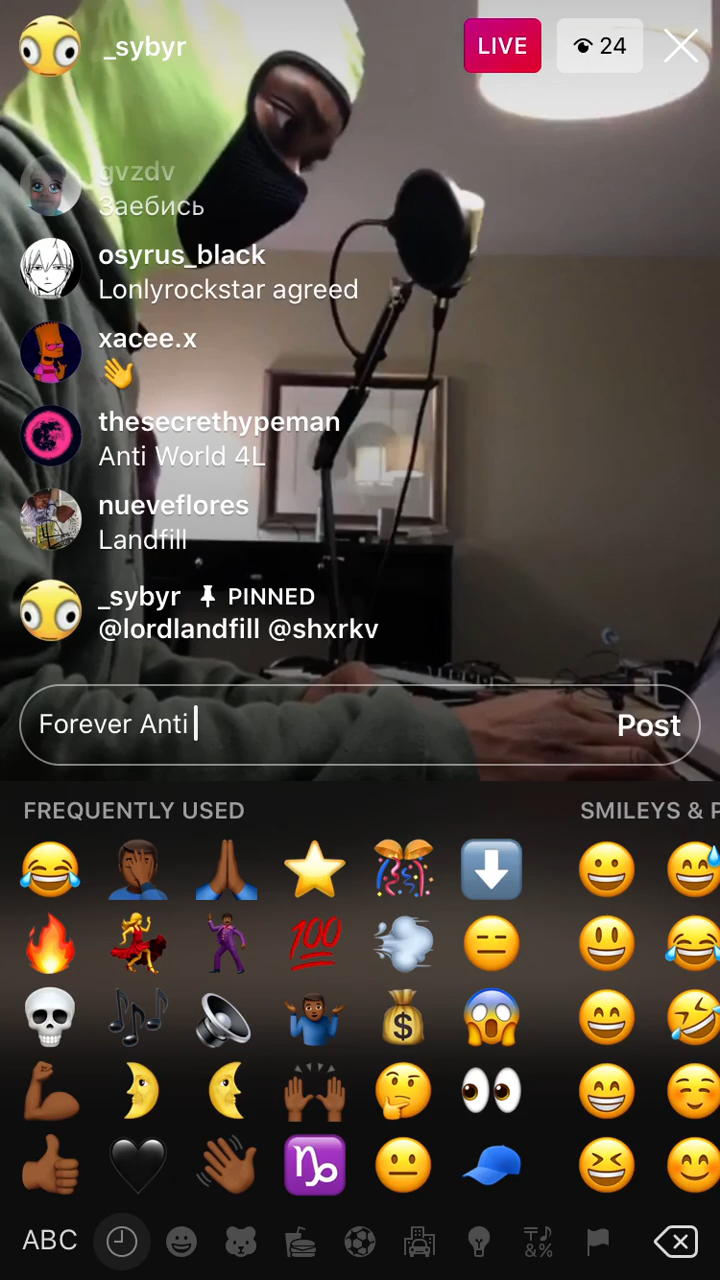 _sybyr
LIVE
24
gvzdv
Заебись
osyrus_black
Lonlyrockstar agreed
xacee.x
thesecrethypeman
Anti World 4L
nueveflores
Landfill
_sybyr PINNED
@lordlandfill @shxrkv
Forever Anti
Post
FREQUENTLY USED
SMILEYS & P
ABC